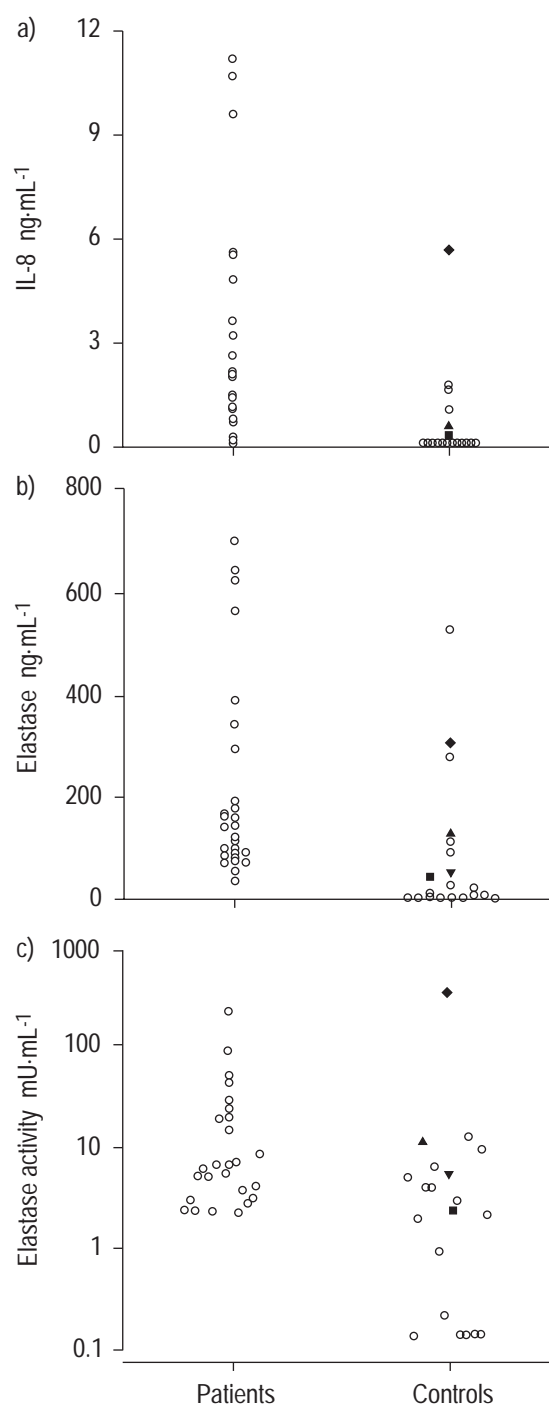 a)
12
9
6
3
0
IL-8 ng·mL⁻¹
b)
800
600
400
200
0
Elastase ng·mL⁻¹
c)
1000
100
10
1
0.1
Elastase activity mU·mL⁻¹
Patients Controls